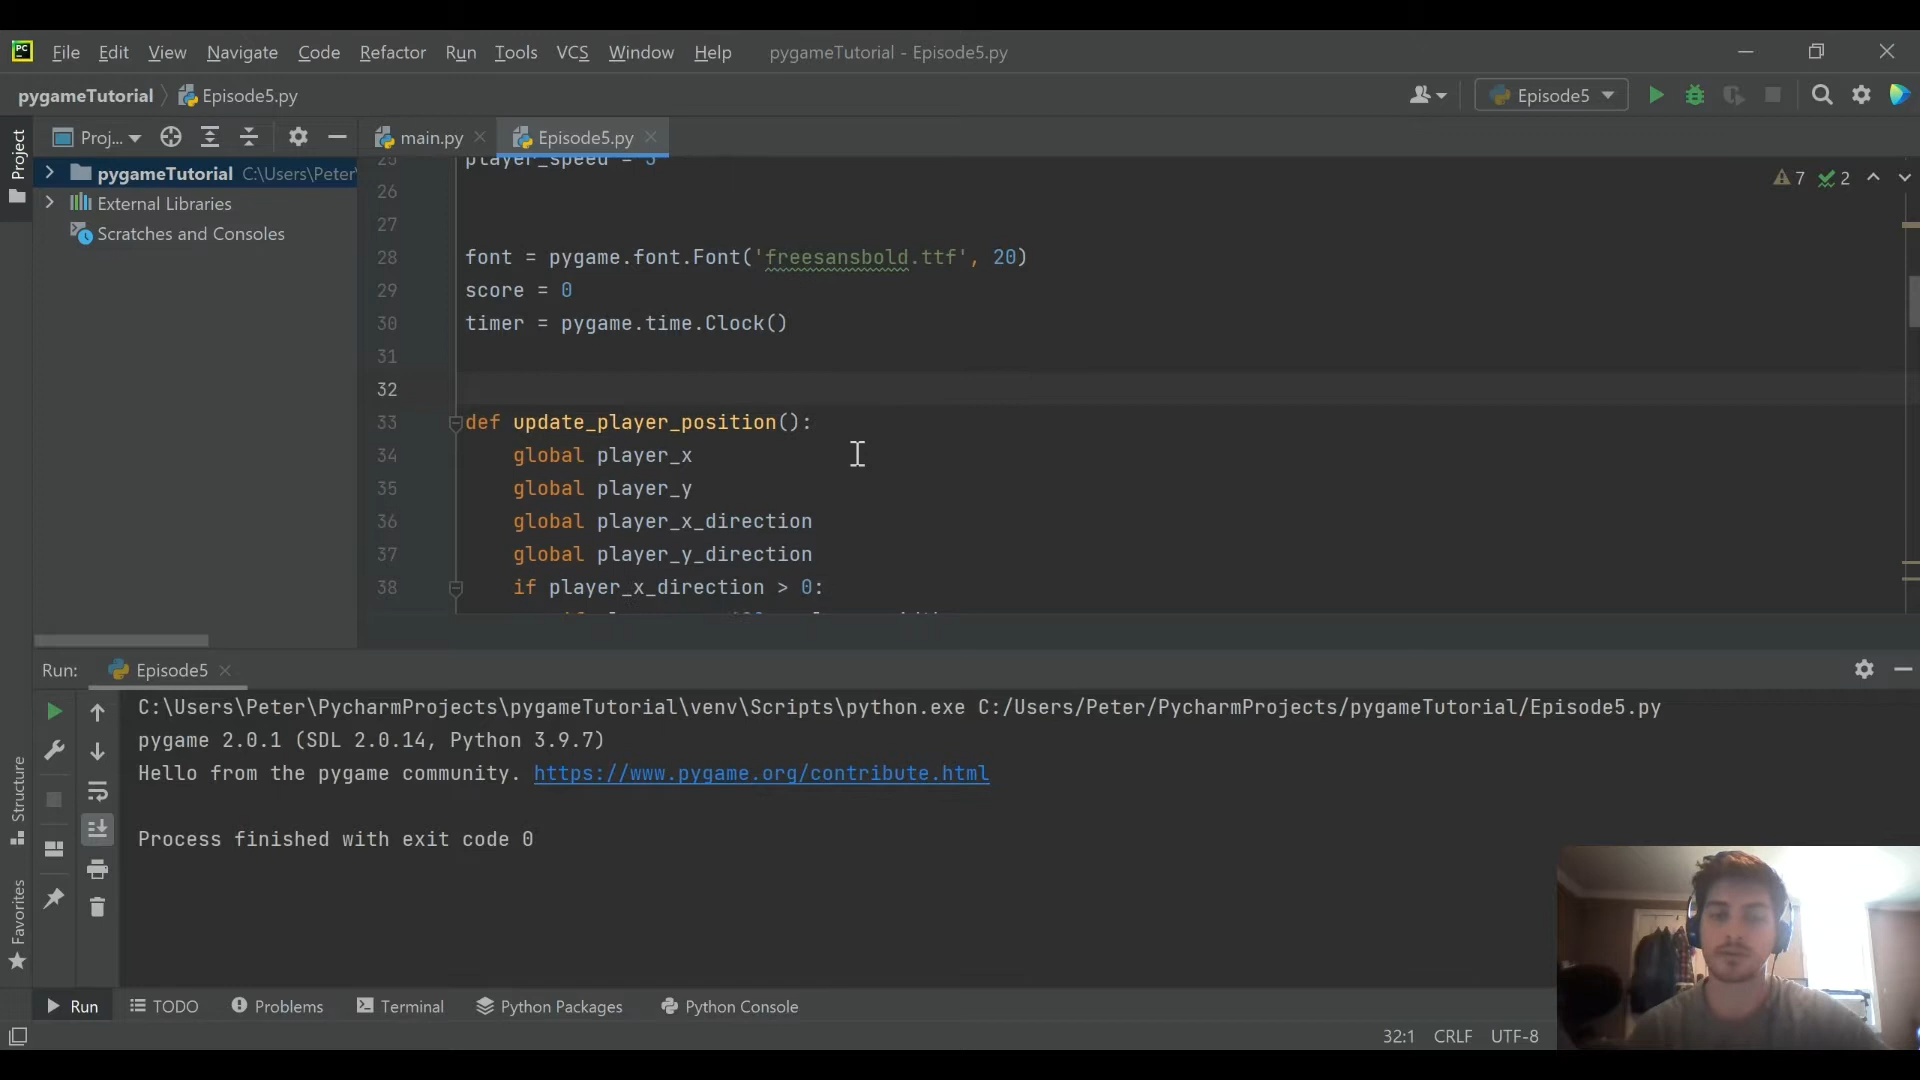 PC File Edit View Navigate Code Refactor Run Tools VCS Window Help pygameTutorial - Episode5.py
pygameTutorial Episode5.py Episode5
Project
Proj... main.py Episode5.py
pygameTutorial C:\Users\Peter\
External Libraries
Scratches and Consoles
7 2
25 player_speed = 5
26
27
28 font = pygame.font.Font('freesansbold.ttf', 20)
29 score = 0
30 timer = pygame.time.Clock()
31
32
33 def update_player_position():
34 global player_x
35 global player_y
36 global player_x_direction
37 global player_y_direction
38 if player_x_direction > 0:
Run: Episode5
C:\Users\Peter\PycharmProjects\pygameTutorial\venv\Scripts\python.exe C:/Users/Peter/PycharmProjects/pygameTutorial/Episode5.py
pygame 2.0.1 (SDL 2.0.14, Python 3.9.7)
Hello from the pygame community. https://www.pygame.org/contribute.html
Process finished with exit code 0
Structure
Favorites
Run TODO Problems Terminal Python Packages Python Console
32:1 CRLF UTF-8